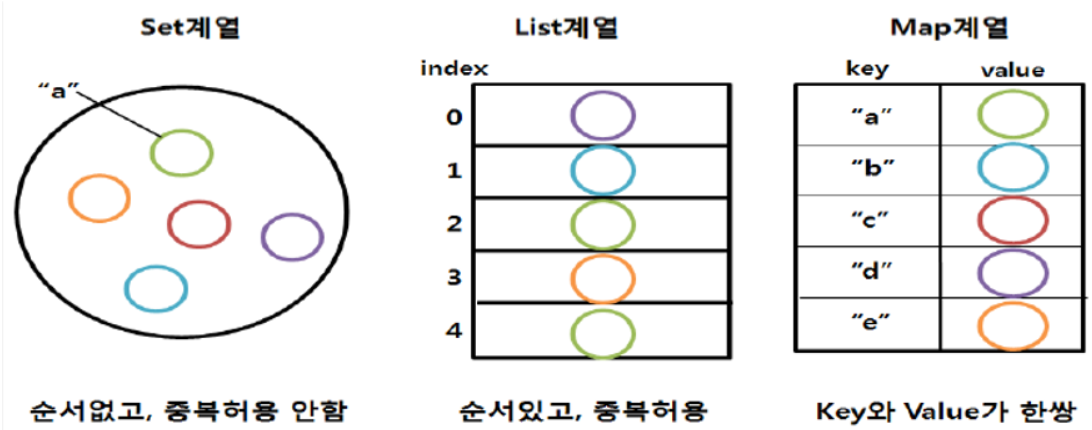 Set계열
“a”
순서없고, 중복허용 안함
List계열
index
0
1
2
3
4
순서있고, 중복허용
Map계열
key value
“a”
“b”
“c”
“d”
“e”
Key와 Value가 한쌍